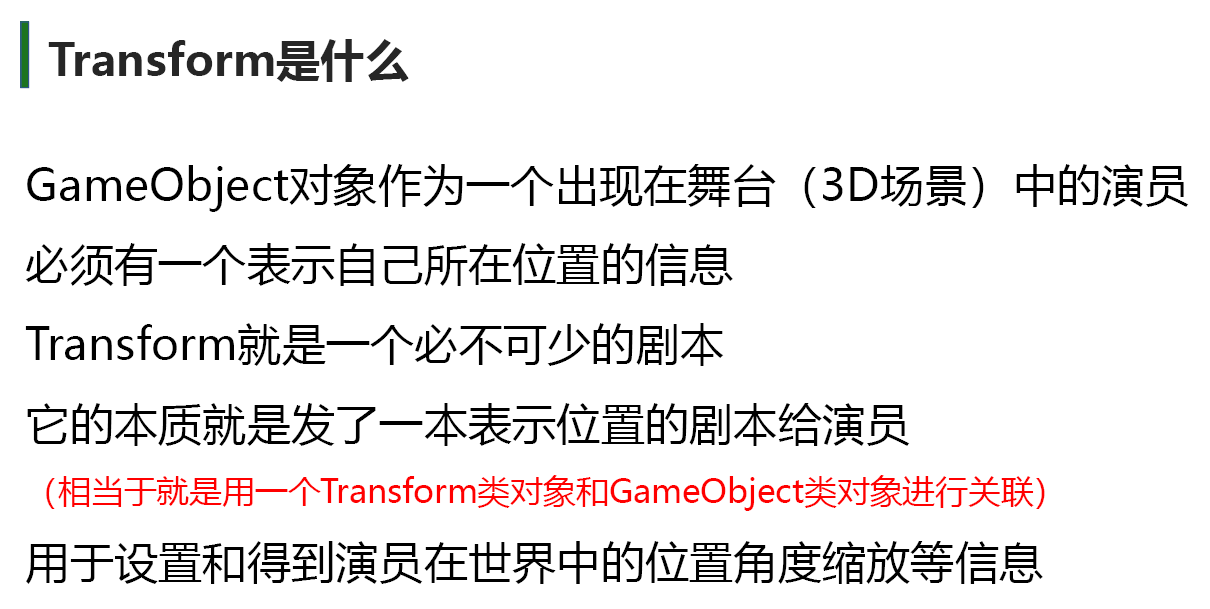 Transform是什么
GameObject对象作为一个出现在舞台（3D场景）中的演员
必须有一个表示自己所在位置的信息
Transform就是一个必不可少的剧本
它的本质就是发了一本表示位置的剧本给演员
（相当于就是用一个Transform类对象和GameObject类对象进行关联）
用于设置和得到演员在世界中的位置角度缩放等信息